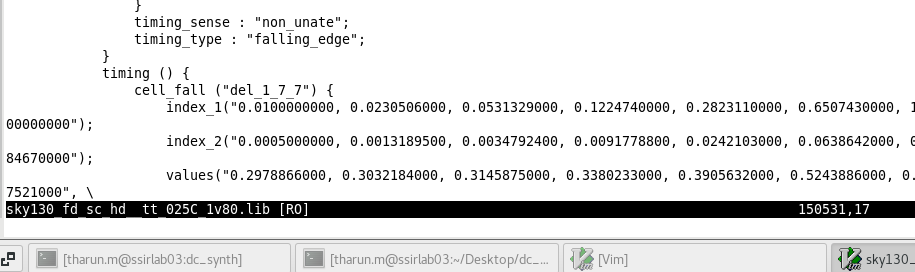 }
timing_sense : "non_unate";
timing_type : "falling_edge";
}
timing () {
cell_fall ("del_1_7_7") {
index_1("0.0100000000, 0.0230506000, 0.0531329000, 0.1224740000, 0.2823110000, 0.6507430000, 1
00000000");
index_2("0.0005000000, 0.0013189500, 0.0034792400, 0.0091778800, 0.0242103000, 0.0638642000, 0
84670000");
values("0.2978866000, 0.3032184000, 0.3145875000, 0.3380233000, 0.3905632000, 0.5243886000, 0.
7521000", \
sky130_fd_sc_hd__tt_025C_1v80.lib [RO] 150531,17
[tharun.m@ssirlab03:dc_synth] [tharun.m@ssirlab03:~/Desktop/dc_... [Vim] sky130_